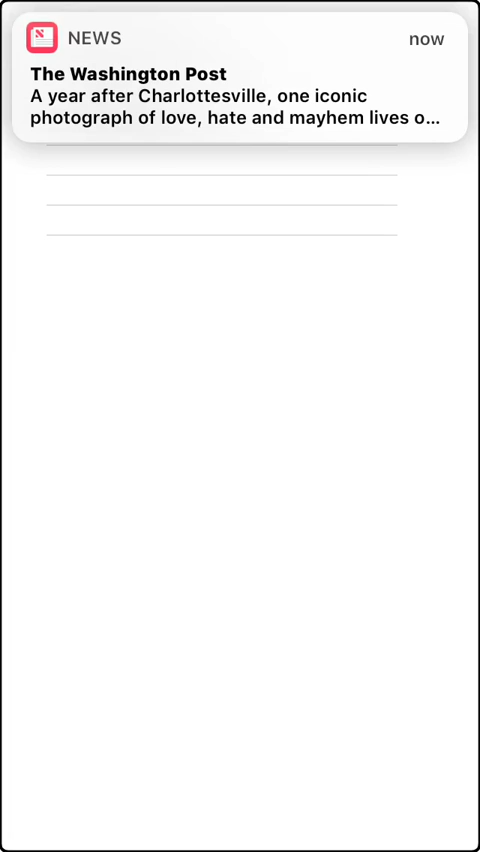 NEWS now
The Washington Post
A year after Charlottesville, one iconic
photograph of love, hate and mayhem lives o...